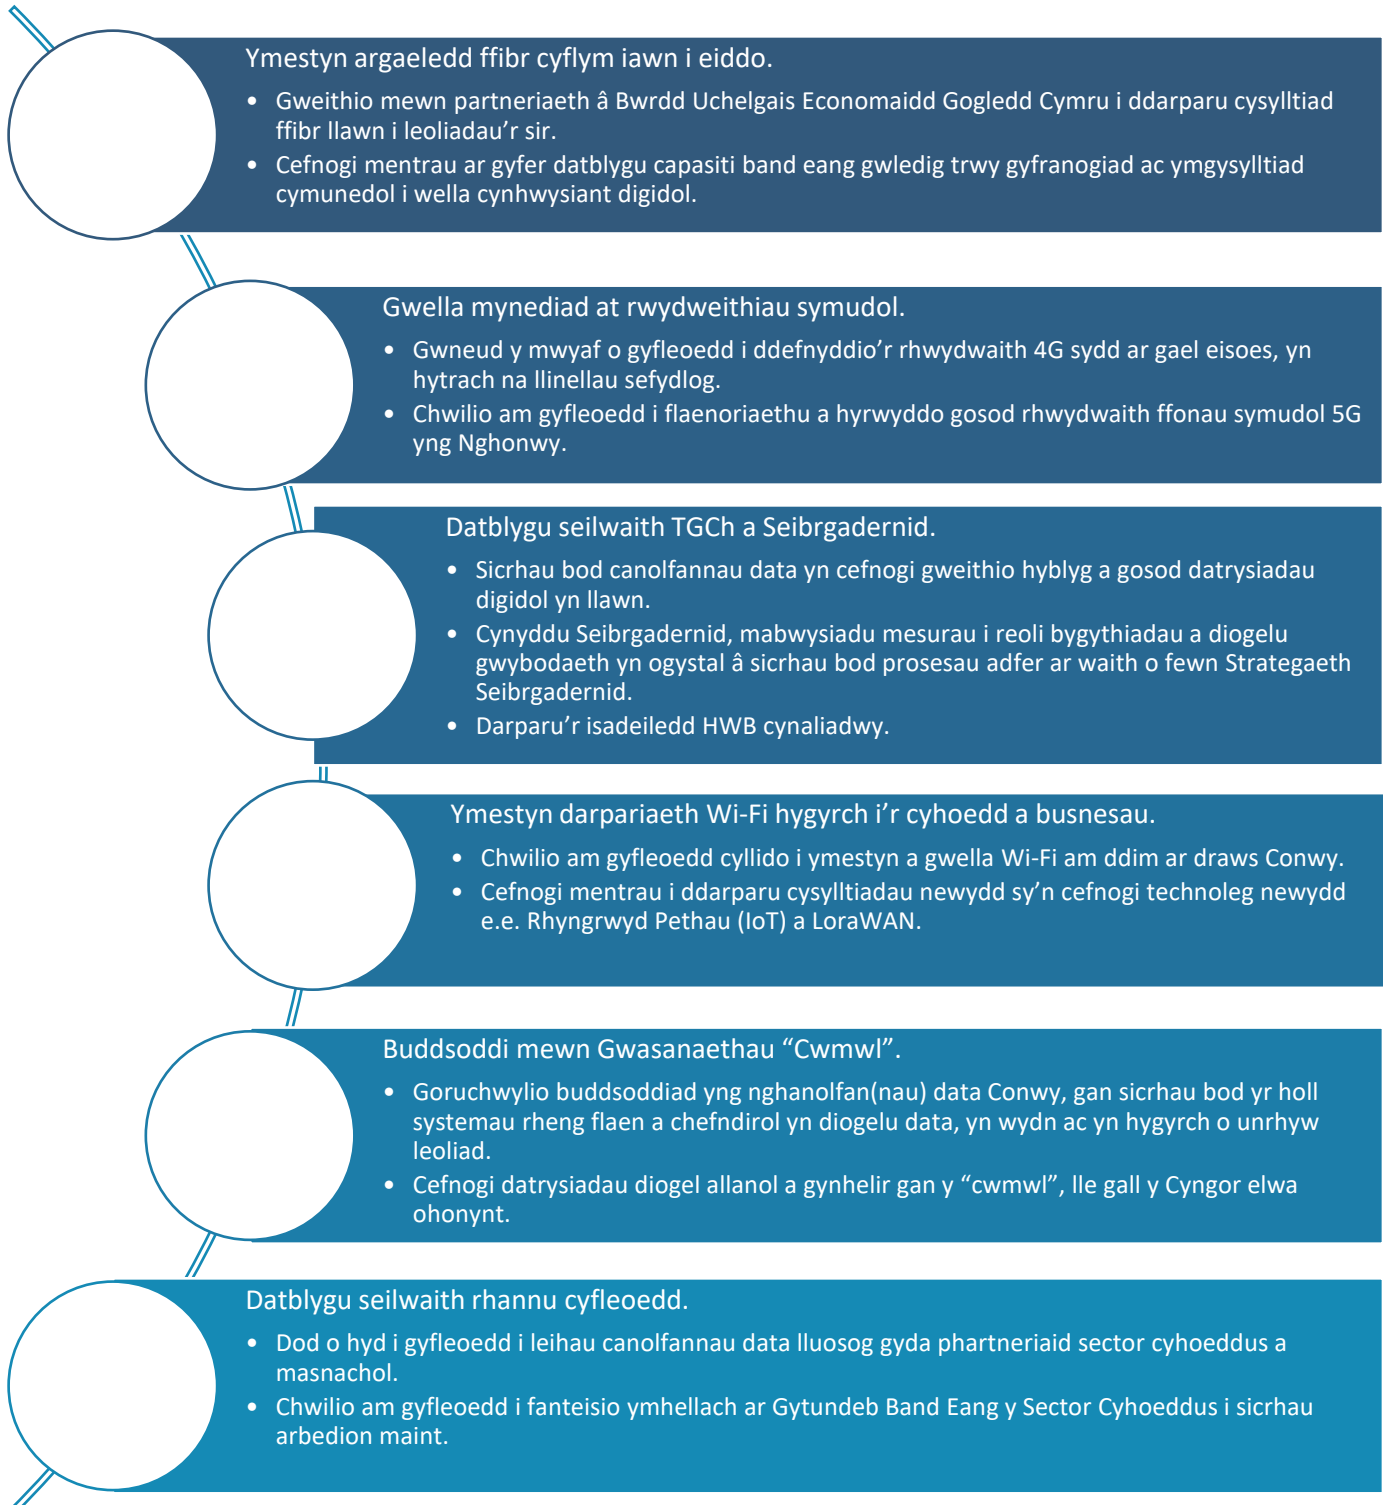 Ymestyn argaeledd ffibr cyflym iawn i eiddo.
• Gweithio mewn partneriaeth â Bwrdd Uchelgais Economaidd Gogledd Cymru i ddarparu cysylltiad
ffibr llawn i leoliadau’r sir.
• Cefnogi mentrau ar gyfer datblygu capasiti band eang gwledig trwy gyfranogiad ac ymgysylltiad
cymunedol i wella cynhwysiant digidol.
Gwella mynediad at rwydweithiau symudol.
• Gwneud y mwyaf o gyfleoedd i ddefnyddio’r rhwydwaith 4G sydd ar gael eisoes, yn
hytrach na llinellau sefydlog.
• Chwilio am gyfleoedd i flaenoriaethu a hyrwyddo gosod rhwydwaith ffonau symudol 5G
yng Nghonwy.
Datblygu seilwaith TGCh a Seibrgadernid.
• Sicrhau bod canolfannau data yn cefnogi gweithio hyblyg a gosod datrysiadau
digidol yn llawn.
• Cynyddu Seibrgadernid, mabwysiadu mesurau i reoli bygythiadau a diogelu
gwybodaeth yn ogystal â sicrhau bod prosesau adfer ar waith o fewn Strategaeth
Seibrgadernid.
• Darparu’r isadeiledd HWB cynaliadwy.
Ymestyn darpariaeth Wi-Fi hygyrch i’r cyhoedd a busnesau.
• Chwilio am gyfleoedd cyllido i ymestyn a gwella Wi-Fi am ddim ar draws Conwy.
• Cefnogi mentrau i ddarparu cysylltiadau newydd sy’n cefnogi technoleg newydd
e.e. Rhyngrwyd Pethau (IoT) a LoraWAN.
Buddsoddi mewn Gwasanaethau “Cwmwl”.
• Goruchwylio buddsoddiad yng nghanolfan(nau) data Conwy, gan sicrhau bod yr holl
systemau rheng flaen a chefndirol yn diogelu data, yn wydn ac yn hygyrch o unrhyw
leoliad.
• Cefnogi datrysiadau diogel allanol a gynhelir gan y “cwmwl”, lle gall y Cyngor elwa
ohonynt.
Datblygu seilwaith rhannu cyfleoedd.
• Dod o hyd i gyfleoedd i leihau canolfannau data lluosog gyda phartneriaid sector cyhoeddus a
masnachol.
• Chwilio am gyfleoedd i fanteisio ymhellach ar Gytundeb Band Eang y Sector Cyhoeddus i sicrhau
arbedion maint.